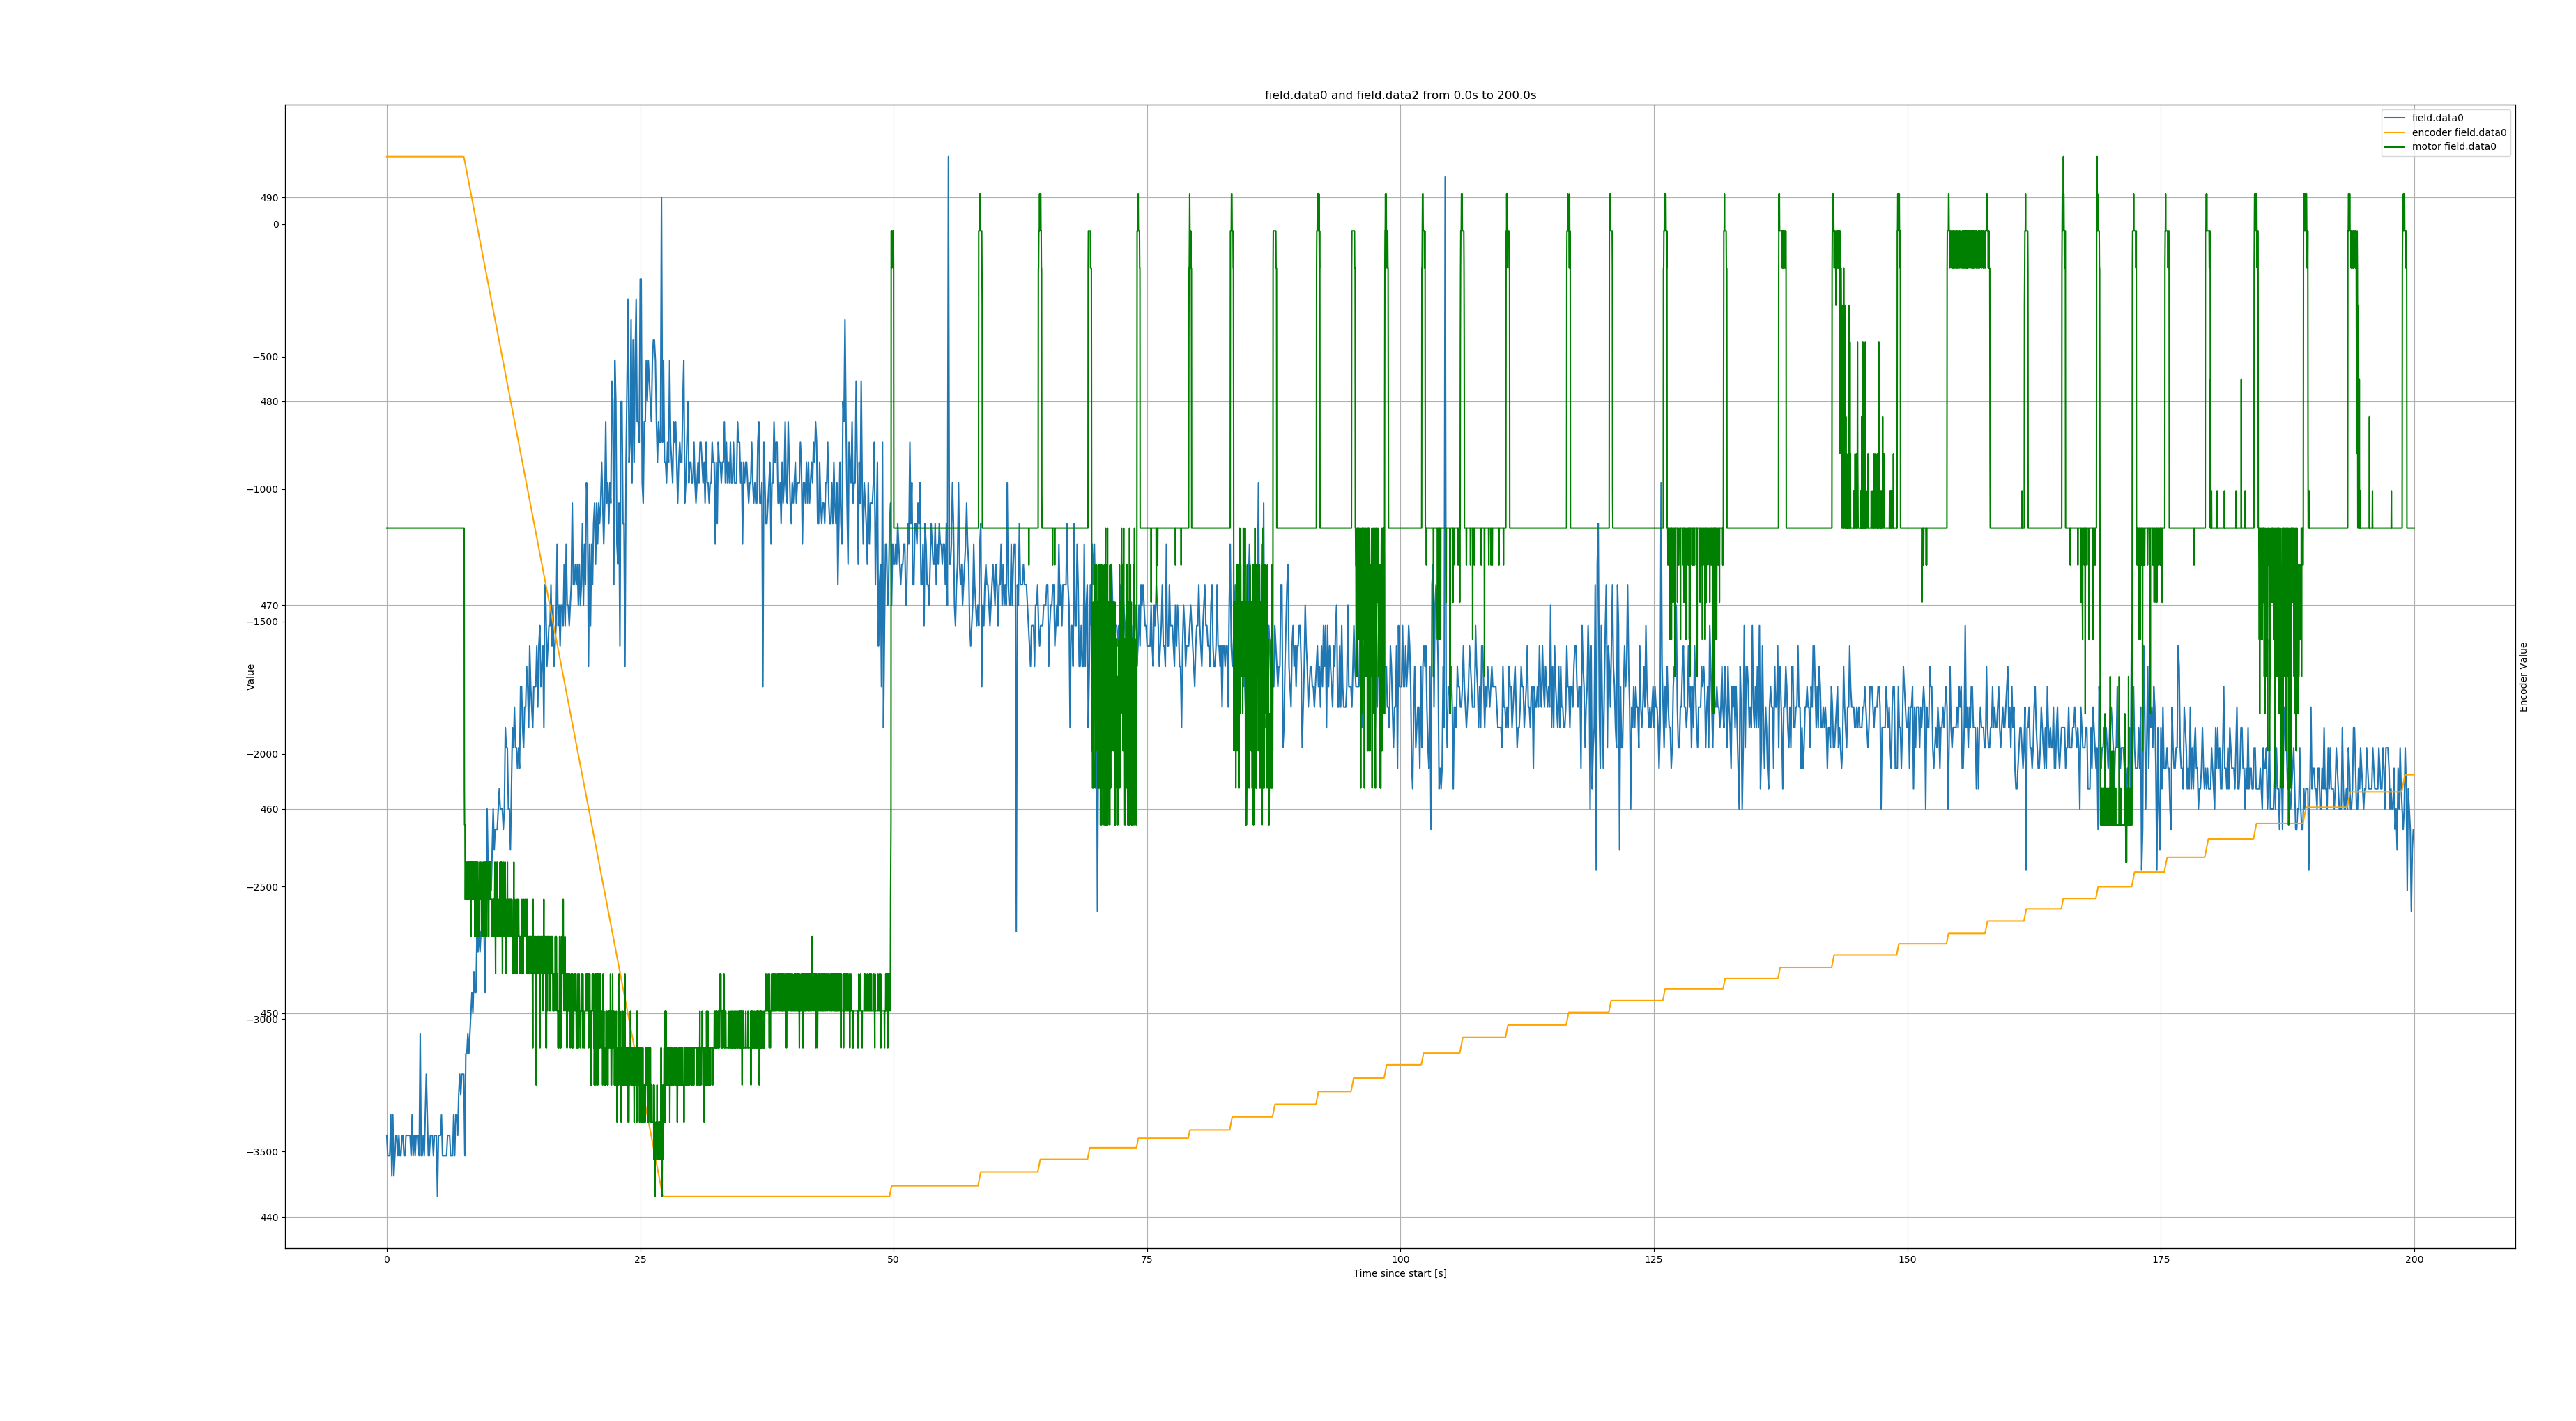 field.data0 and field.data2 from 0.0s to 200.0s
field.data0
encoder field.data0
motor field.data0
490
0
−500
480
−1000
470
−1500
−2000
460
−2500
450
−3000
−3500
440
Value
Encoder Value
0 25 50 75 100 125 150 175 200
Time since start [s]